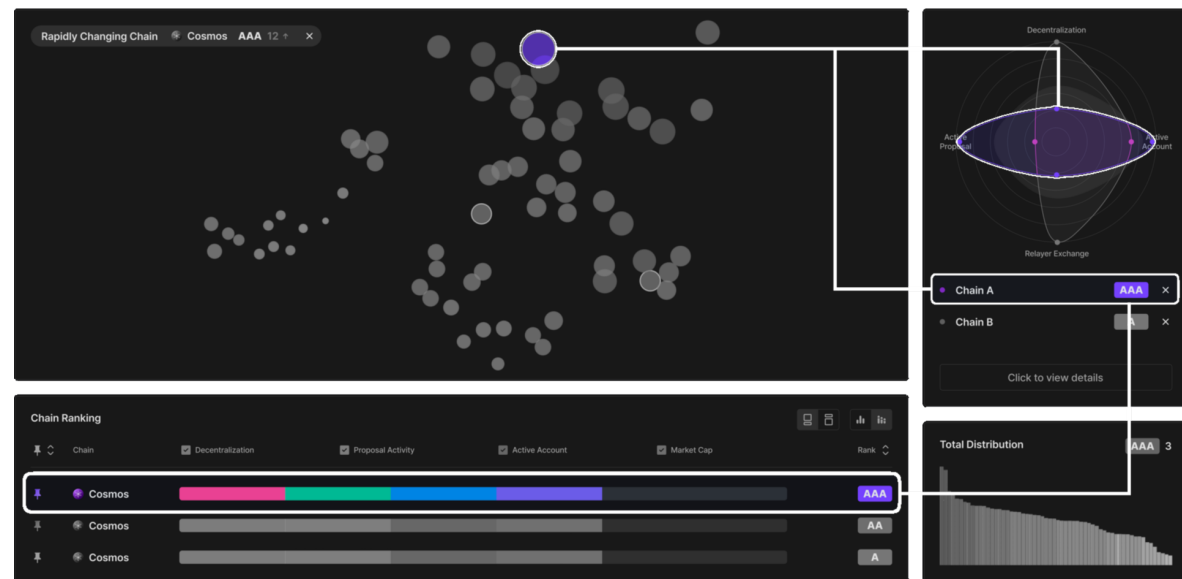 Rapidly Changing Chain Cosmos AAA 12 ↑ ×
Decentralization
Active
Proposal
Active
Account
Relayer Exchange
Chain A AAA ×
Chain B A ×
Click to view details
Chain Ranking
Chain Decentralization Proposal Activity Active Account Market Cap Rank
Cosmos AAA
Cosmos AA
Cosmos A
Total Distribution AAA 3